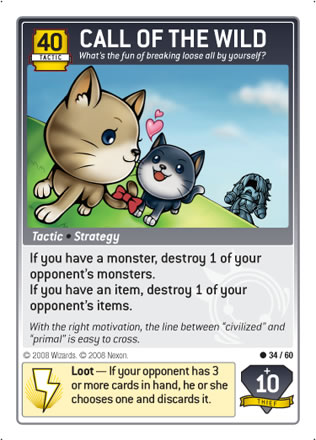 40
TACTIC
CALL OF THE WILD
What's the fun of breaking loose all by yourself?
Tactic • Strategy
If you have a monster, destroy 1 of your
opponent's monsters.
If you have an item, destroy 1 of your
opponent's items.
With the right motivation, the line between "civilized" and
"primal" is easy to cross.
© 2008 Wizards. © 2008 Nexon.
● 34 / 60
Loot — If your opponent has 3
or more cards in hand, he or she
chooses one and discards it.
+
10
THIEF